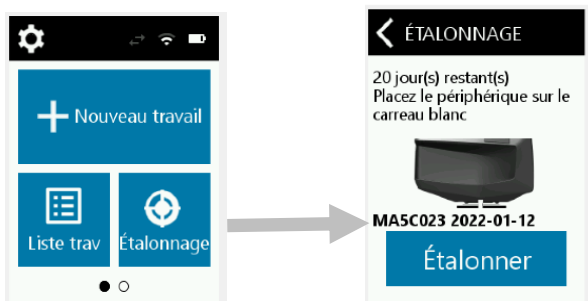 Nouveau travail
Liste trav
Étalonnage
ÉTALONNAGE
20 jour(s) restant(s)
Placez le périphérique sur le
carreau blanc
MA5C023 2022-01-12
Étalonner